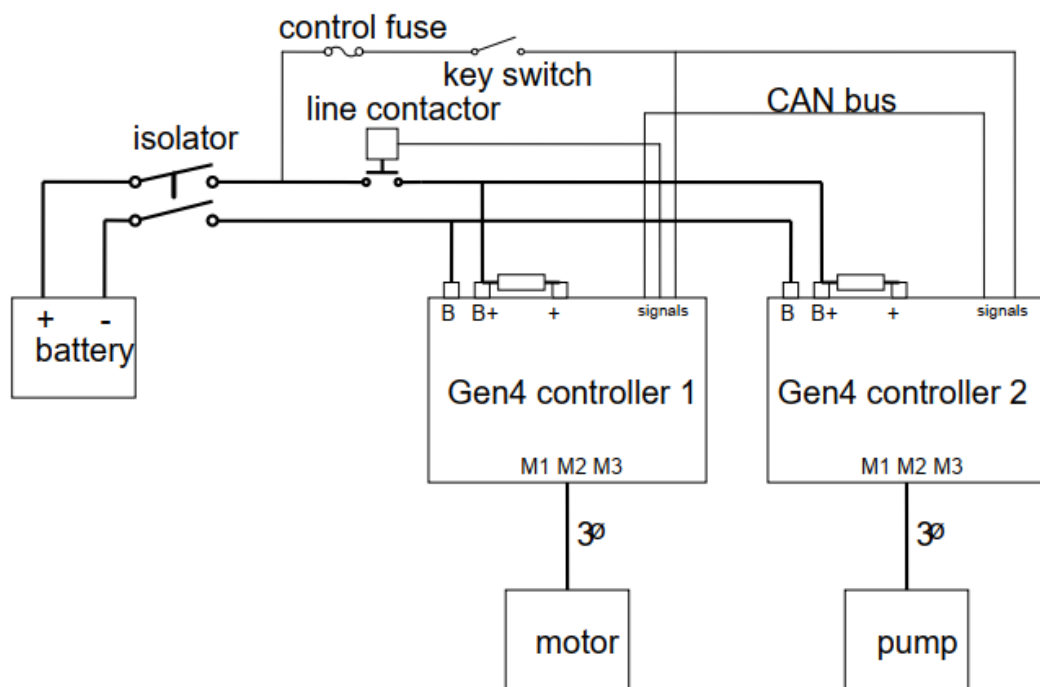 control fuse
key switch
line contactor
CAN bus
isolator
+ -
battery
B B+ + signals
Gen4 controller 1
M1 M2 M3
3ø
motor
B B+ + signals
Gen4 controller 2
M1 M2 M3
3ø
pump